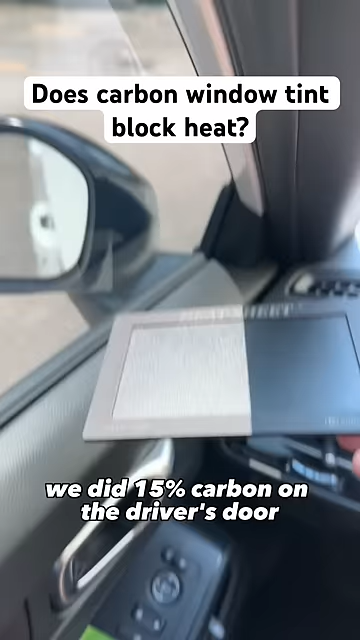 Does carbon window tint
block heat?
we did 15% carbon on
the driver's door